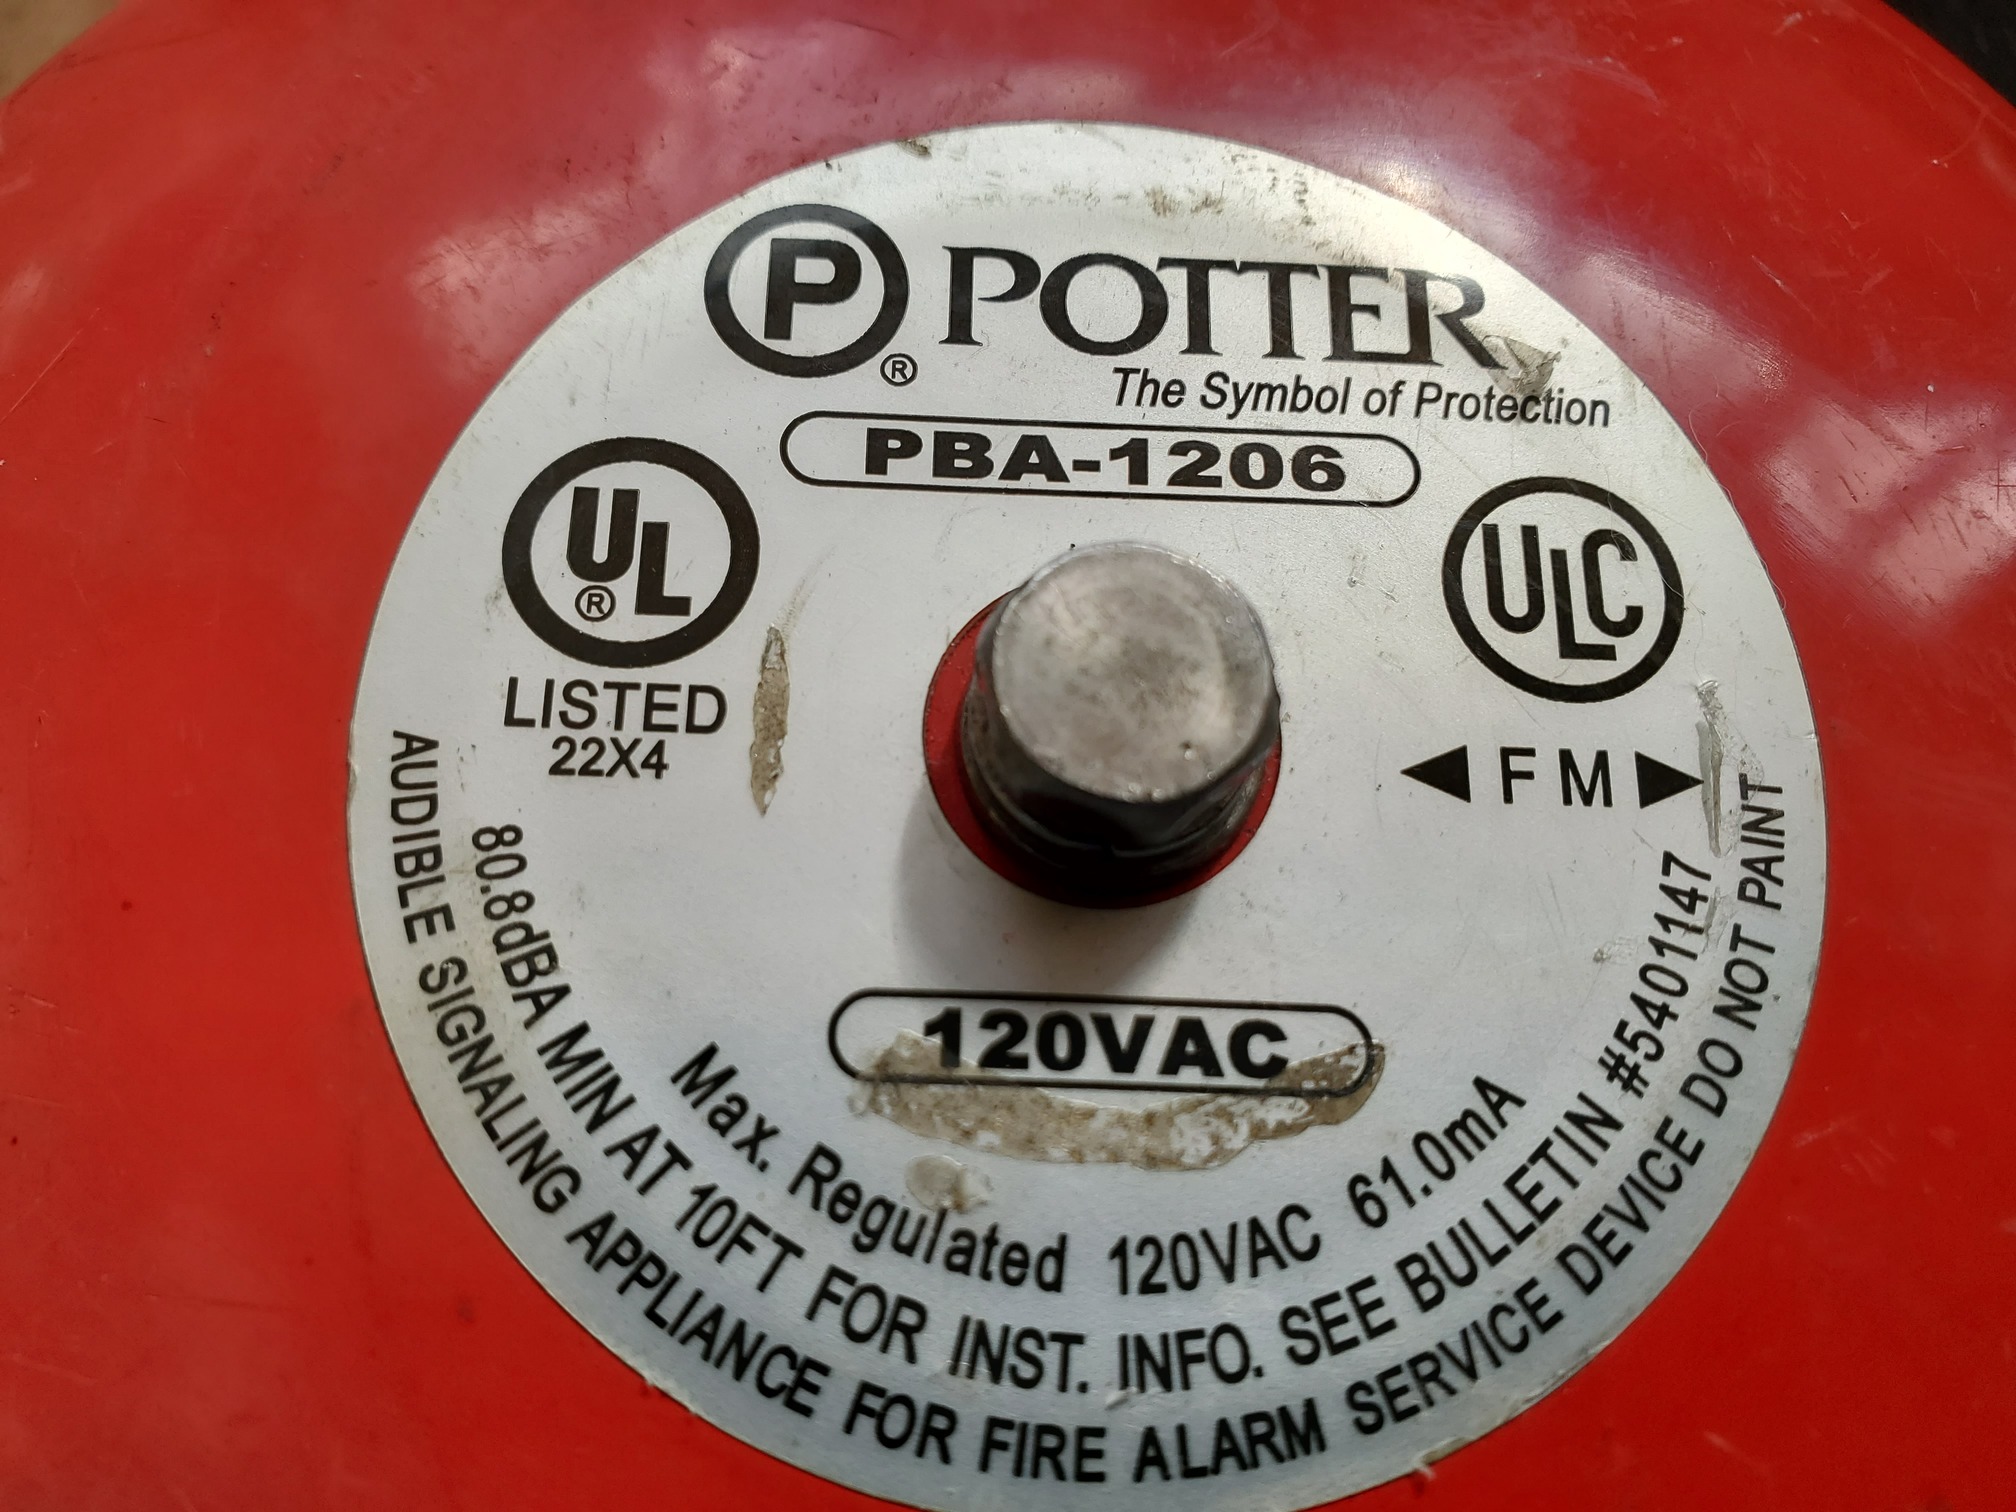 P ® POTTER
The Symbol of Protection
PBA-1206
UL ®
LISTED
22X4
ULC
◀ F M ▶
120VAC
Max. Regulated 120VAC 61.0mA
80.8dBA MIN AT 10FT FOR INST. INFO. SEE BULLETIN #5401147
AUDIBLE SIGNALING APPLIANCE FOR FIRE ALARM SERVICE DEVICE DO NOT PAINT